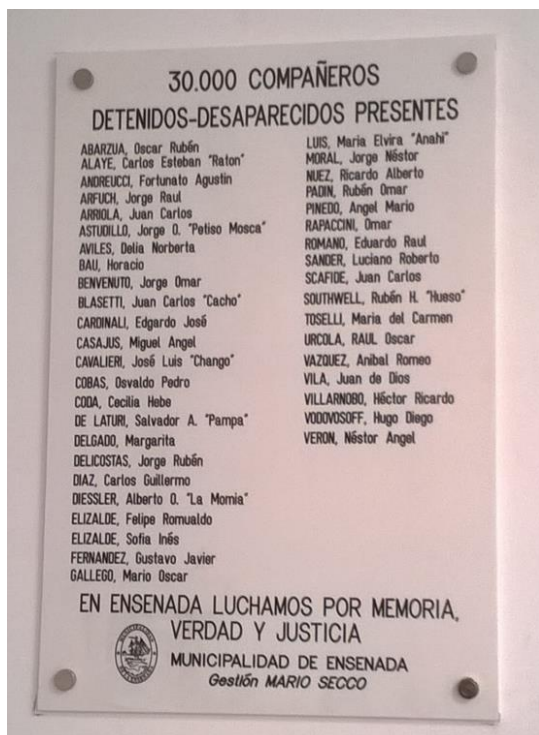 30.000 COMPAÑEROS
DETENIDOS-DESAPARECIDOS PRESENTES
ABARZUA, Oscar Rubén
ALAYE, Carlos Esteban "Raton"
ANDREUCCI, Fortunato Agustin
ARFUCH, Jorge Raul
ARRIOLA, Juan Carlos
ASTUDILLO, Jorge O. "Petiso Mosca"
AVILES, Delia Norberta
BAU, Horacio
BENVENUTO, Jorge Omar
BLASETTI, Juan Carlos "Cacho"
CARDINALI, Edgardo José
CASAJUS, Miguel Angel
CAVALIERI, José Luis "Chango"
COBAS, Osvaldo Pedro
CODA, Cecilia Hebe
DE LATURI, Salvador A. "Pampa"
DELGADO, Margarita
DELICOSTAS, Jorge Rubén
DIAZ, Carlos Guillermo
DIESSLER, Alberto O. "La Momia"
ELIZALDE, Felipe Romualdo
ELIZALDE, Sofia Inés
FERNANDEZ, Gustavo Javier
GALLEGO, Mario Oscar
LUIS, Maria Elvira "Anahi"
MORAL, Jorge Néstor
NUEZ, Ricardo Alberto
PADIN, Rubén Omar
PINEDO, Angel Mario
RAPACCINI, Omar
ROMANO, Eduardo Raul
SANDER, Luciano Roberto
SCAFIDE, Juan Carlos
SOUTHWELL, Rubén H. "Hueso"
TOSELLI, Maria del Carmen
URCOLA, RAUL Oscar
VAZQUEZ, Anibal Romeo
VILA, Juan de Dios
VILLARNOBO, Héctor Ricardo
VODOVOSOFF, Hugo Diego
VERON, Néstor Angel
EN ENSENADA LUCHAMOS POR MEMORIA,
VERDAD Y JUSTICIA
MUNICIPALIDAD DE ENSENADA
Gestión MARIO SECCO